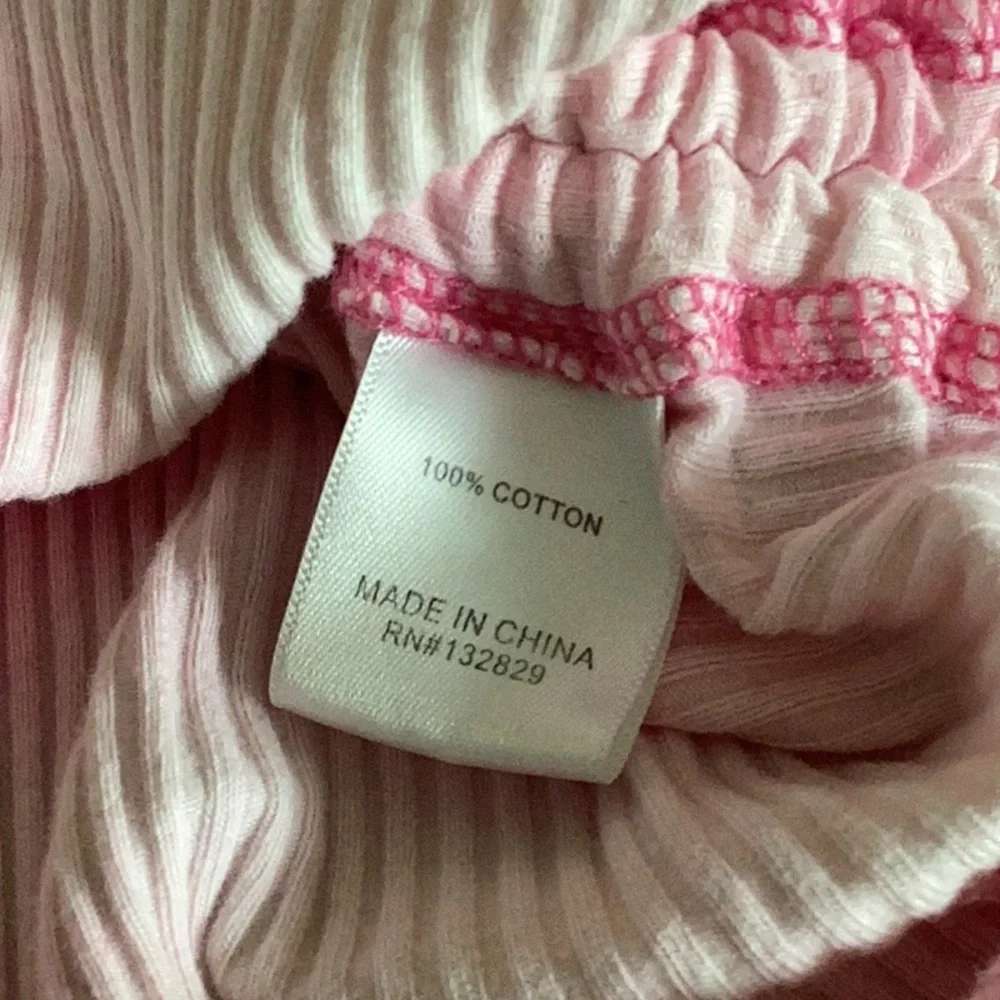 100% COTTON
MADE IN CHINA
RN#132829